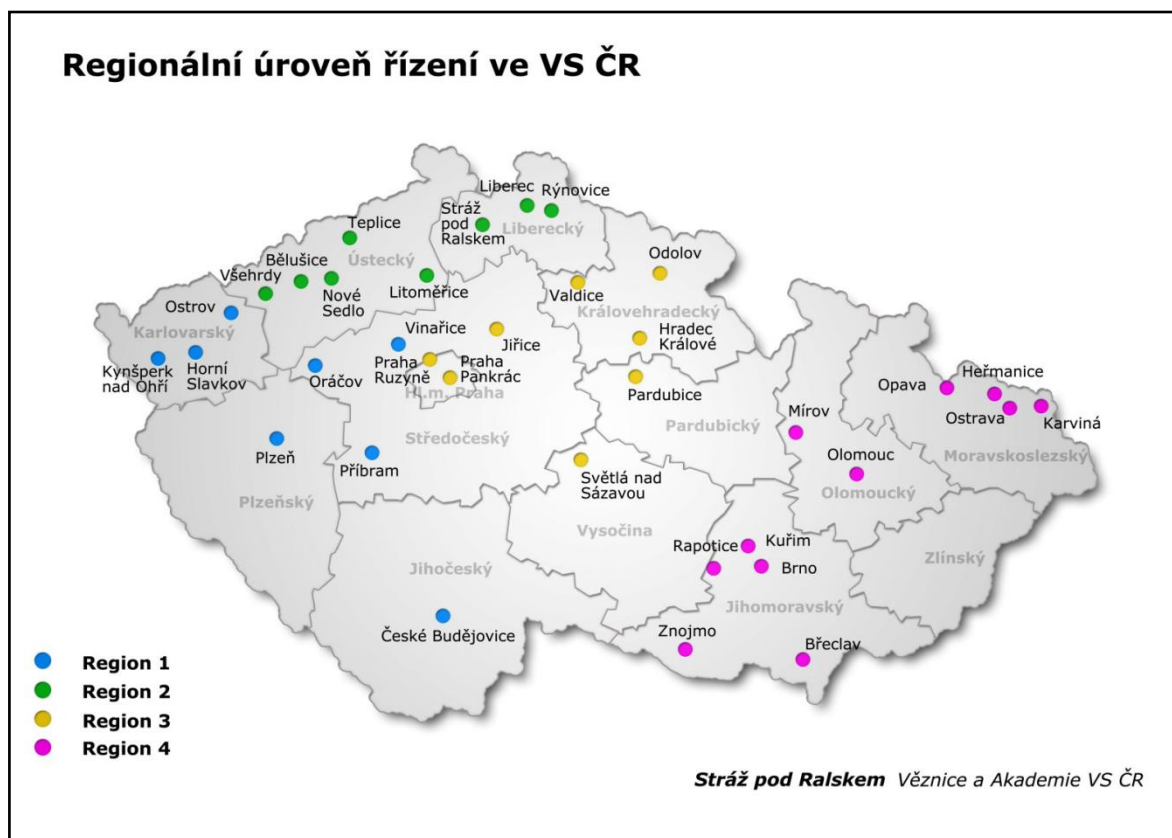 Regionální úroveň řízení ve VS ČR
Liberec
Rýnovice
Stráž
pod
Ralskem
Liberecký
Teplice
Ústecký
Odolov
Bělušice
Všehrdy
Nové
Sedlo
Litoměřice
Valdice
Královehradecký
Ostrov
Karlovarský
Vinařice
Jiřice
Hradec
Králové
Kynšperk
nad Ohří
Horní
Slavkov
Oráčov
Praha
Ruzyně
Praha
Pankrác
Hl.m. Praha
Pardubice
Opava
Heřmanice
Ostrava
Karviná
Mírov
Pardubický
Středočeský
Plzeň
Příbram
Olomouc
Moravskoslezský
Světlá nad
Sázavou
Olomoucký
Plzeňský
Vysočina
Kuřim
Rapotice
Brno
Zlínský
Jihočeský
Jihomoravský
České Budějovice
Znojmo
Břeclav
Region 1
Region 2
Region 3
Region 4
Stráž pod Ralskem Věznice a Akademie VS ČR